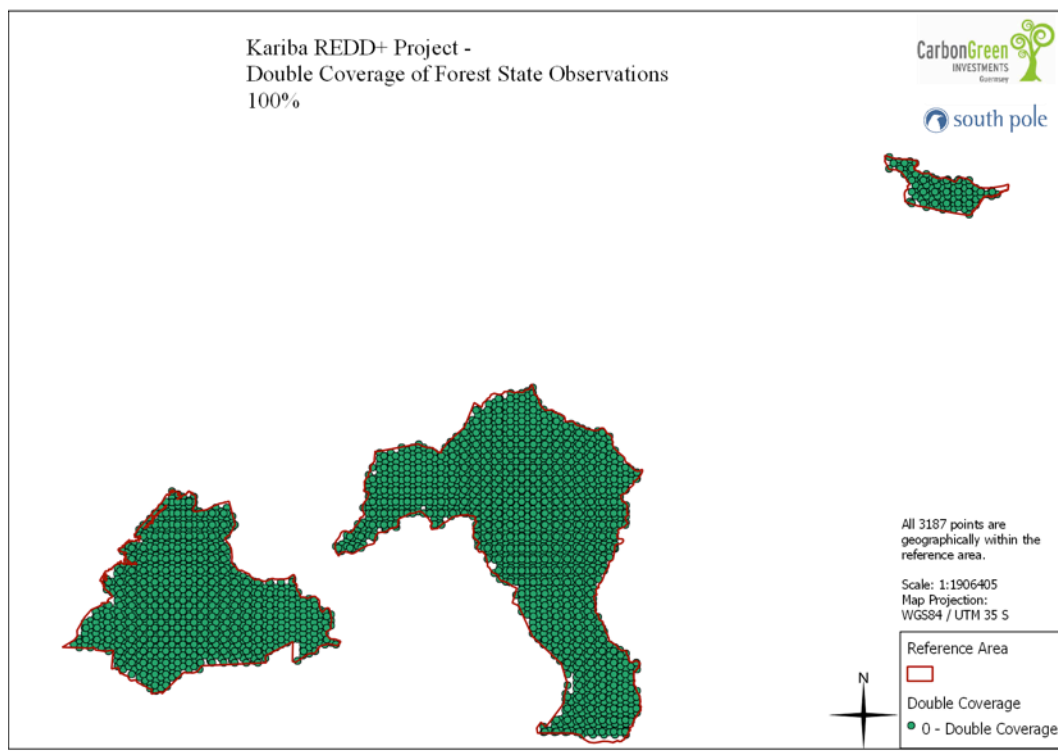 Kariba REDD+ Project -
Double Coverage of Forest State Observations
100%
CarbonGreen
INVESTMENTS
Guernsey
south pole
All 3187 points are
geographically within the
reference area.
Scale: 1:1906405
Map Projection:
WGS84 / UTM 35 S
N
Reference Area
Double Coverage
0 - Double Coverage